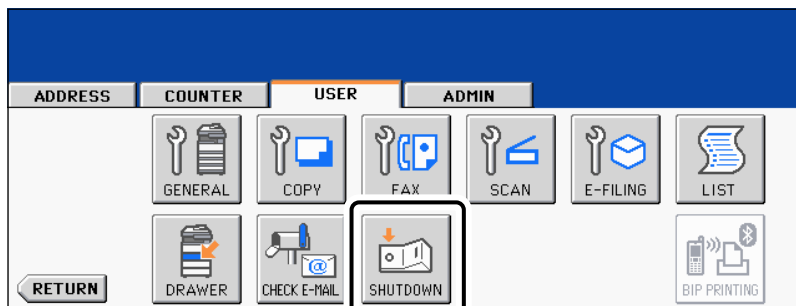 ADDRESS COUNTER USER ADMIN
GENERAL COPY FAX SCAN E-FILING LIST
RETURN DRAWER CHECK E-MAIL SHUTDOWN BIP PRINTING